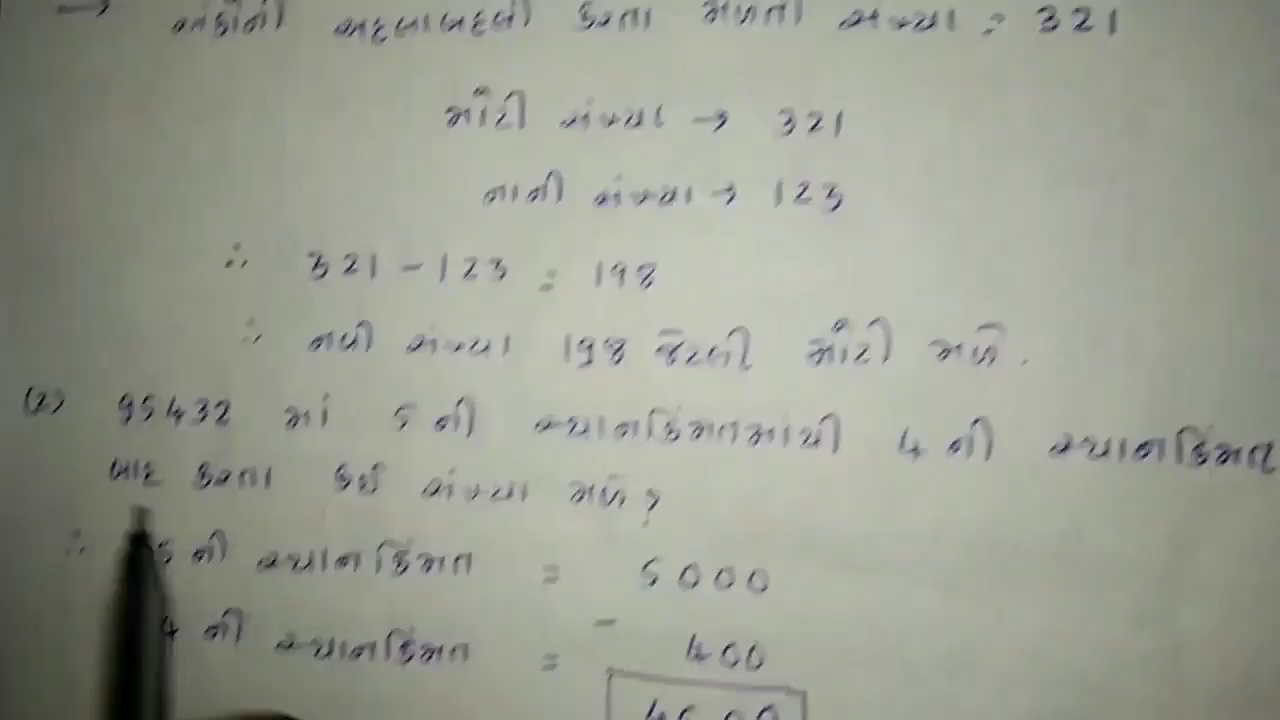 → અંકોની અદલાબદલી કરતા મળતી સંખ્યા = 321
મોટી સંખ્યા → 321
નાની સંખ્યા → 123
∴ 321 - 123 = 198
∴ નવી સંખ્યા 198 જેટલી મોટી મળે.
(2) 95432 માં 5 ની સ્થાનકિંમતમાંથી 4 ની સ્થાનકિંમત
બાદ કરતા કઈ સંખ્યા મળે?
∴ 5 ની સ્થાનકિંમત = 5000
4 ની સ્થાનકિંમત = - 400
4600